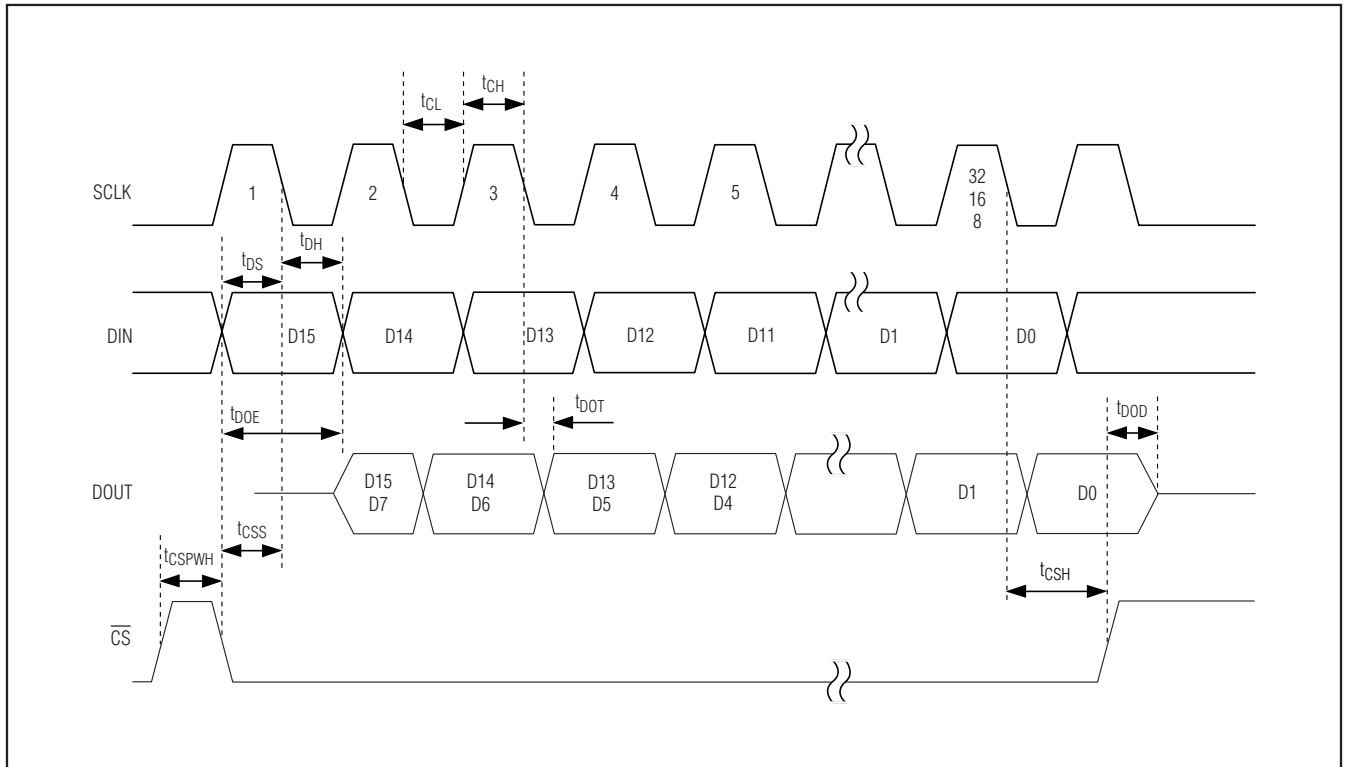 tCL
tCH
SCLK
1
2
3
4
5
32
16
8
tDS
tDH
DIN
D15
D14
D13
D12
D11
D1
D0
tDOE
tDOT
tDOD
DOUT
D15
D7
D14
D6
D13
D5
D12
D4
D1
D0
tCSPWH
tCSS
tCSH
C̅S̅